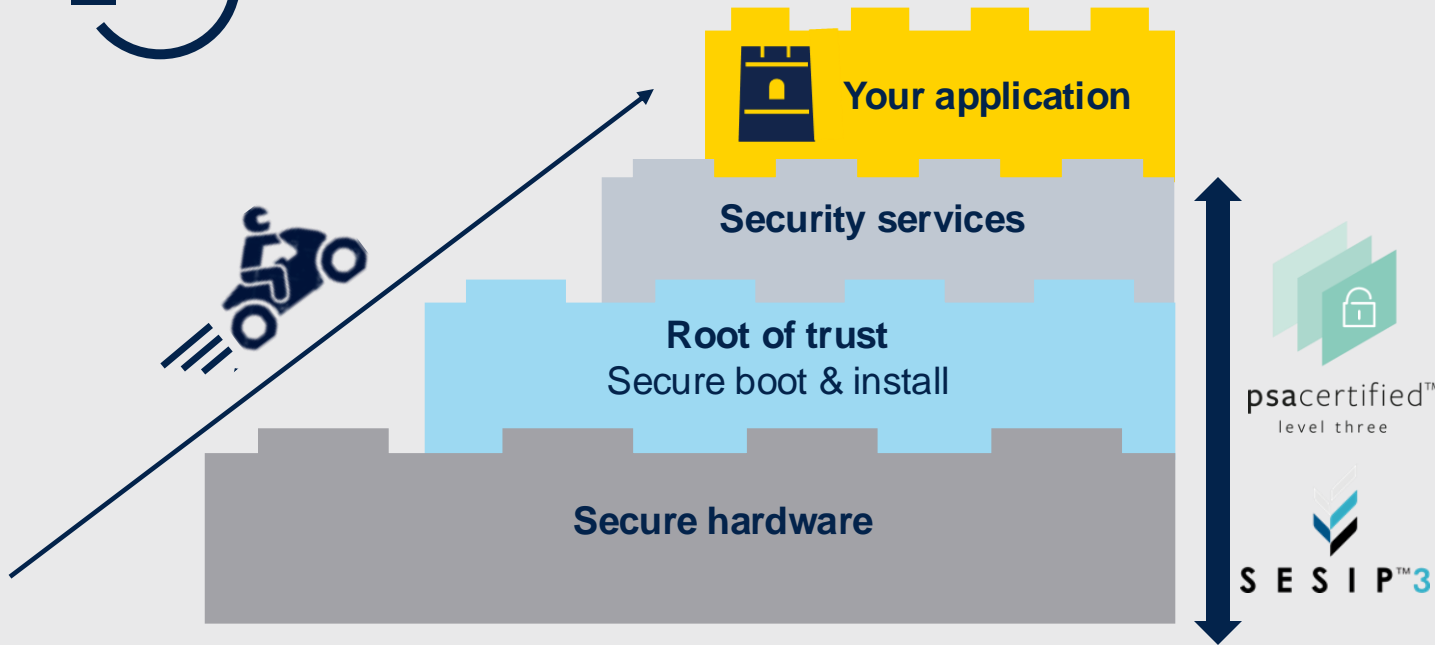 Your application
Security services
Root of trust
Secure boot & install
Secure hardware
psacertified™
level three
SESIP™3